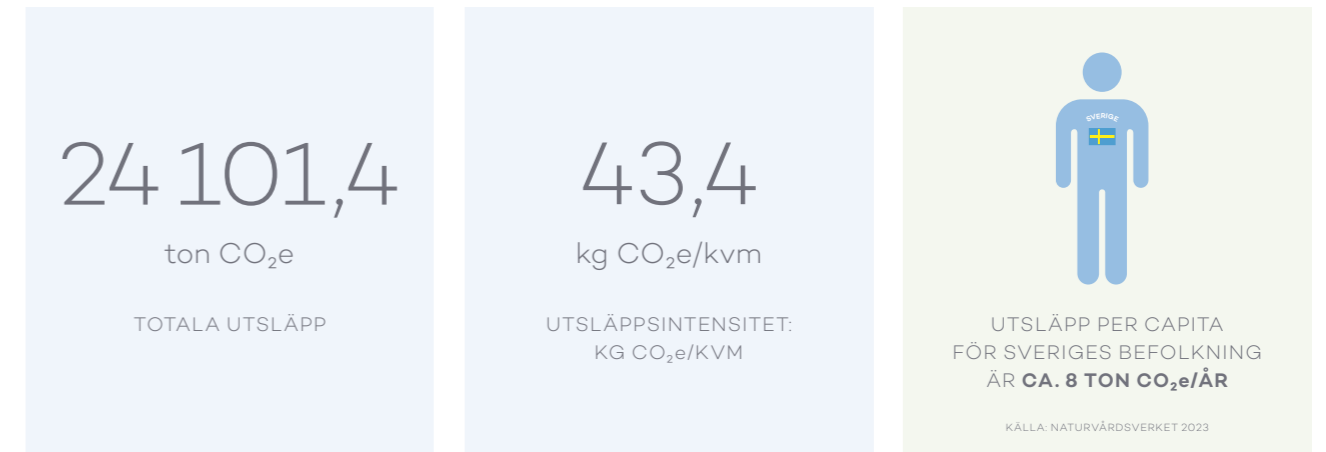 24 101,4
ton CO₂e
TOTALA UTSLÄPP
43,4
kg CO₂e/kvm
UTSLÄPPSINTENSITET:
KG CO₂e/KVM
SVERIGE
UTSLÄPP PER CAPITA
FÖR SVERIGES BEFOLKNING
ÄR CA. 8 TON CO₂e/ÅR
KÄLLA: NATURVÅRDSVERKET 2023